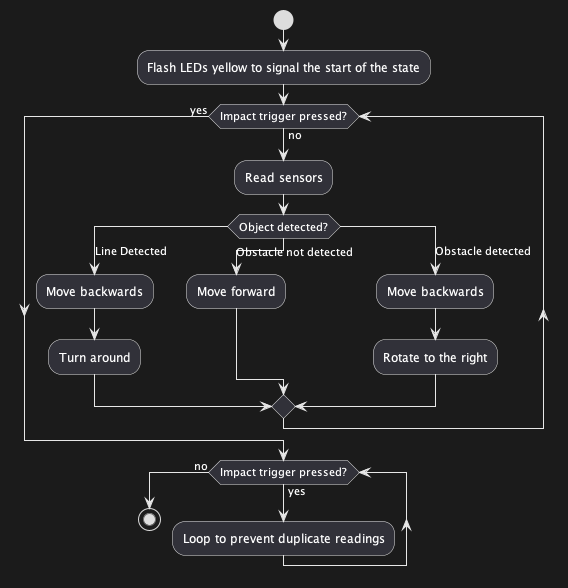 Flash LEDs yellow to signal the start of the state
yes
Impact trigger pressed?
no
Read sensors
Object detected?
Line Detected
Obstacle not detected
Obstacle detected
Move backwards
Move forward
Move backwards
Turn around
Rotate to the right
no
Impact trigger pressed?
yes
Loop to prevent duplicate readings